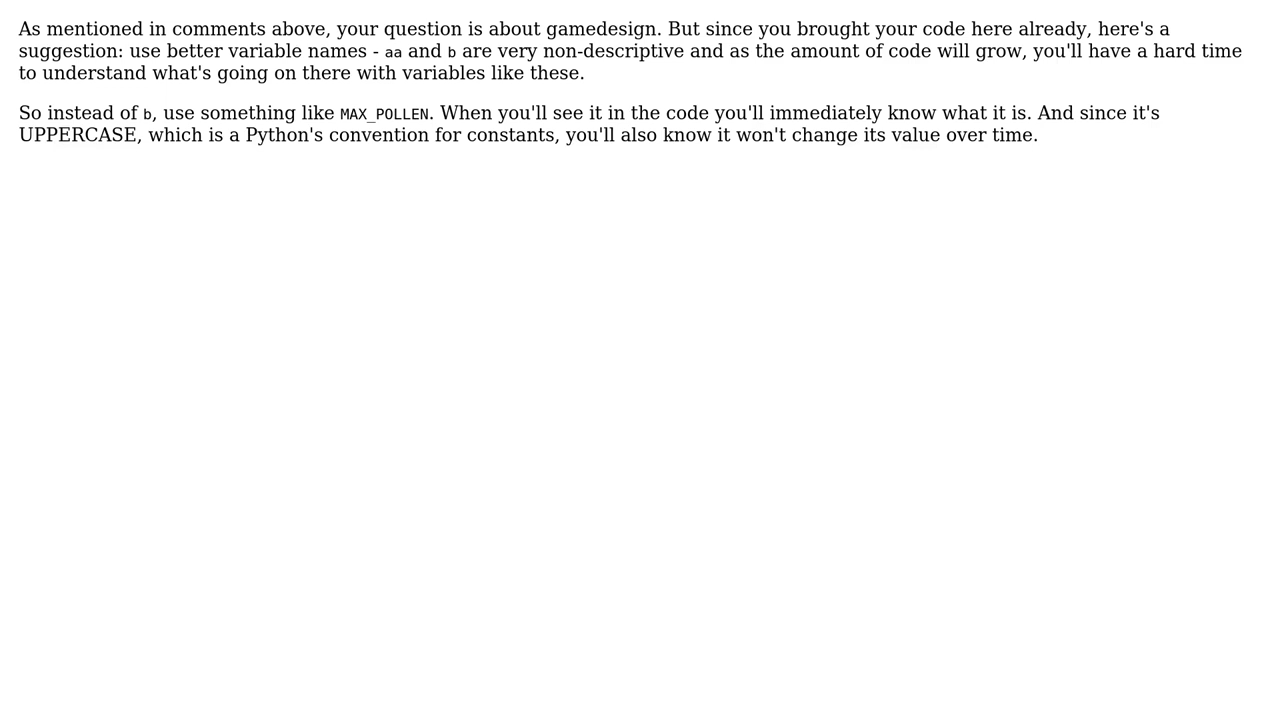 As mentioned in comments above, your question is about gamedesign. But since you brought your code here already, here's a
suggestion: use better variable names - aa and b are very non-descriptive and as the amount of code will grow, you'll have a hard time
to understand what's going on there with variables like these.
So instead of b, use something like MAX_POLLEN. When you'll see it in the code you'll immediately know what it is. And since it's
UPPERCASE, which is a Python's convention for constants, you'll also know it won't change its value over time.